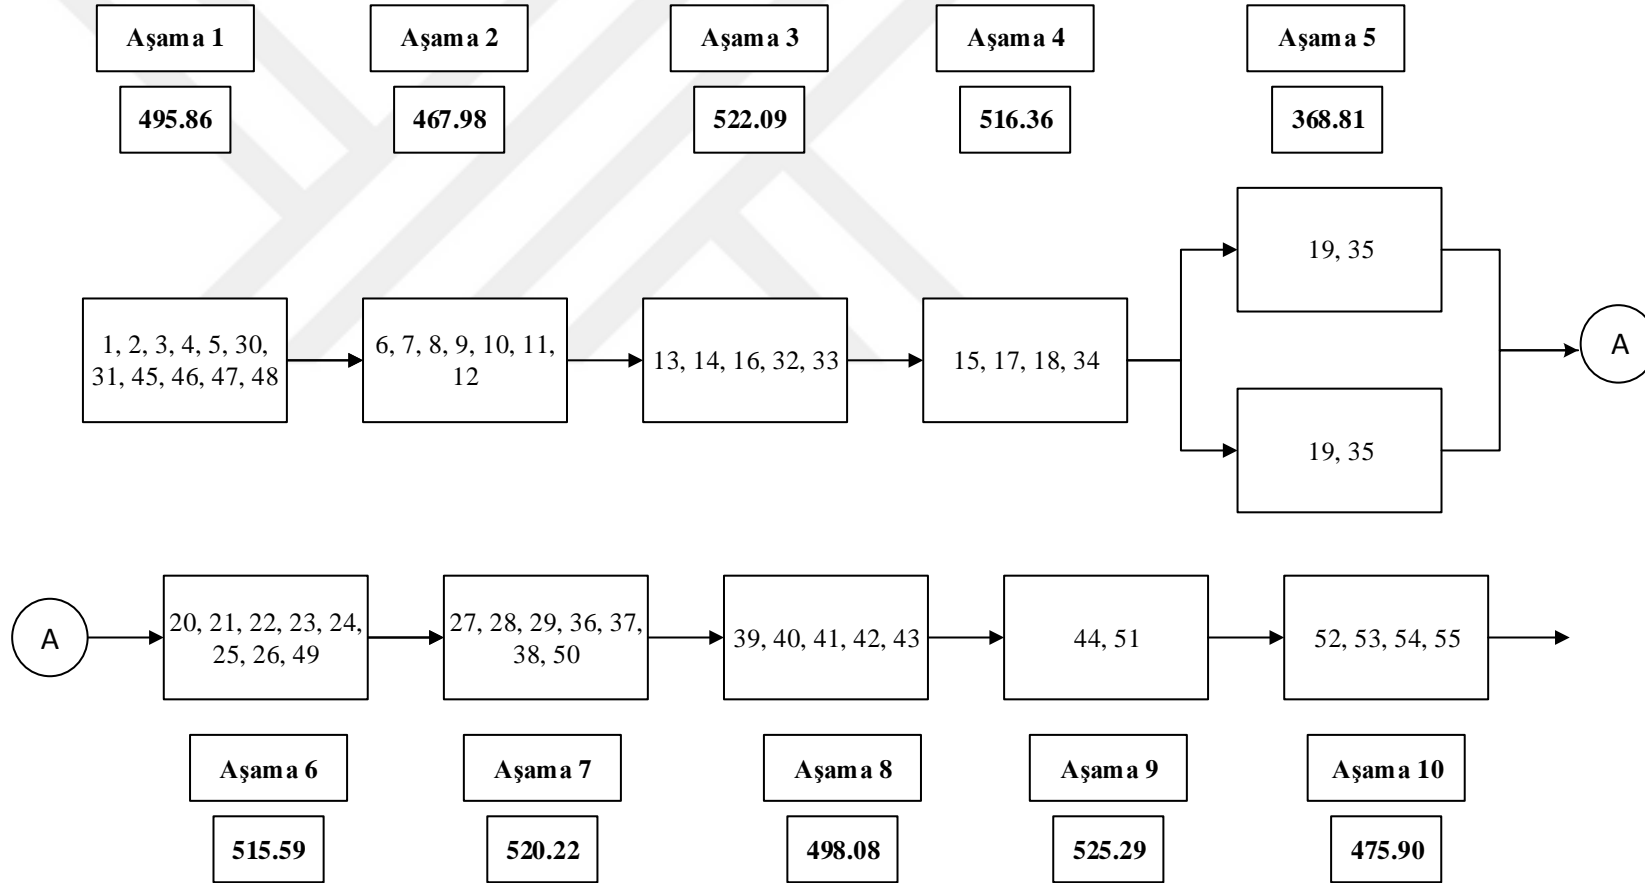 Aşama 1
Aşama 2
Aşama 3
Aşama 4
Aşama 5
495.86
467.98
522.09
516.36
368.81
19, 35
1, 2, 3, 4, 5, 30,
31, 45, 46, 47, 48
6, 7, 8, 9, 10, 11,
12
13, 14, 16, 32, 33
15, 17, 18, 34
A
19, 35
A
20, 21, 22, 23, 24,
25, 26, 49
27, 28, 29, 36, 37,
38, 50
39, 40, 41, 42, 43
44, 51
52, 53, 54, 55
Aşama 6
Aşama 7
Aşama 8
Aşama 9
Aşama 10
515.59
520.22
498.08
525.29
475.90